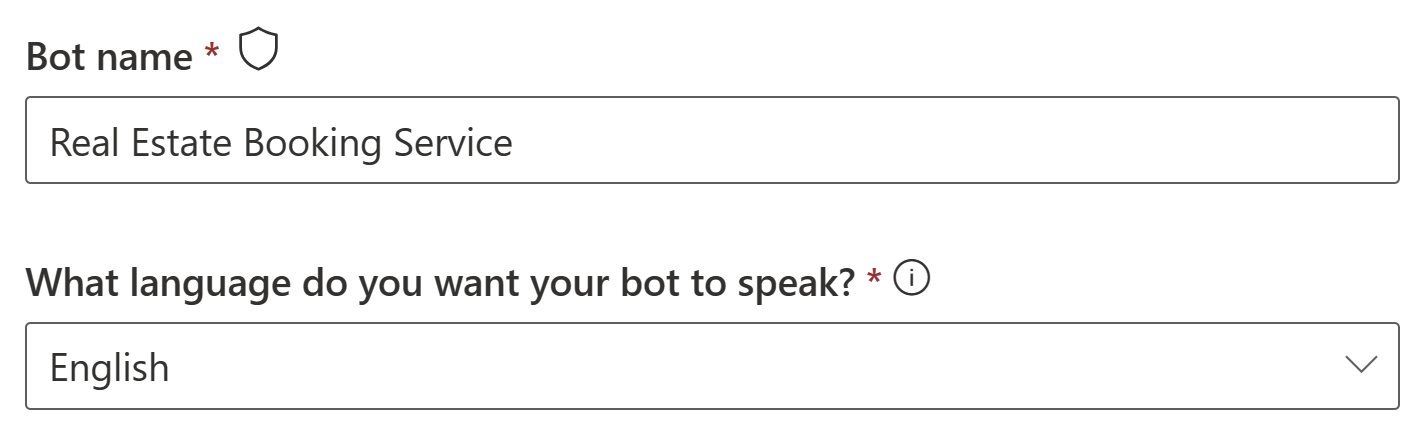 Bot name *
Real Estate Booking Service
What language do you want your bot to speak? *
English